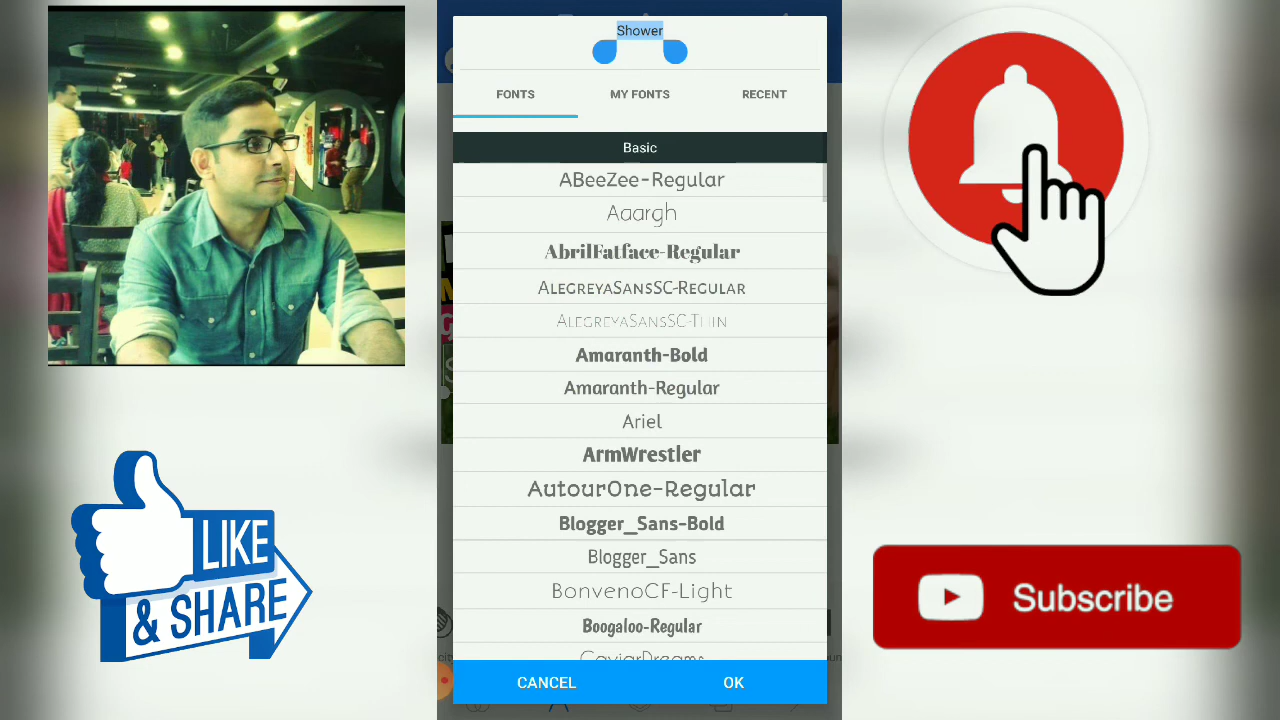 Shower
FONTS MY FONTS RECENT
Basic
ABeeZee-Regular
Aaargh
AbrilFatface-Regular
AlegreyaSansSC-Regular
AlegreyaSansSC-Thin
Amaranth-Bold
Amaranth-Regular
Ariel
ArmWrestler
AutourOne-Regular
Blogger_Sans-Bold
Blogger_Sans
BonvenoCF-Light
Boogaloo-Regular
CaviarDreams
CANCEL OK
LIKE
& SHARE
Subscribe